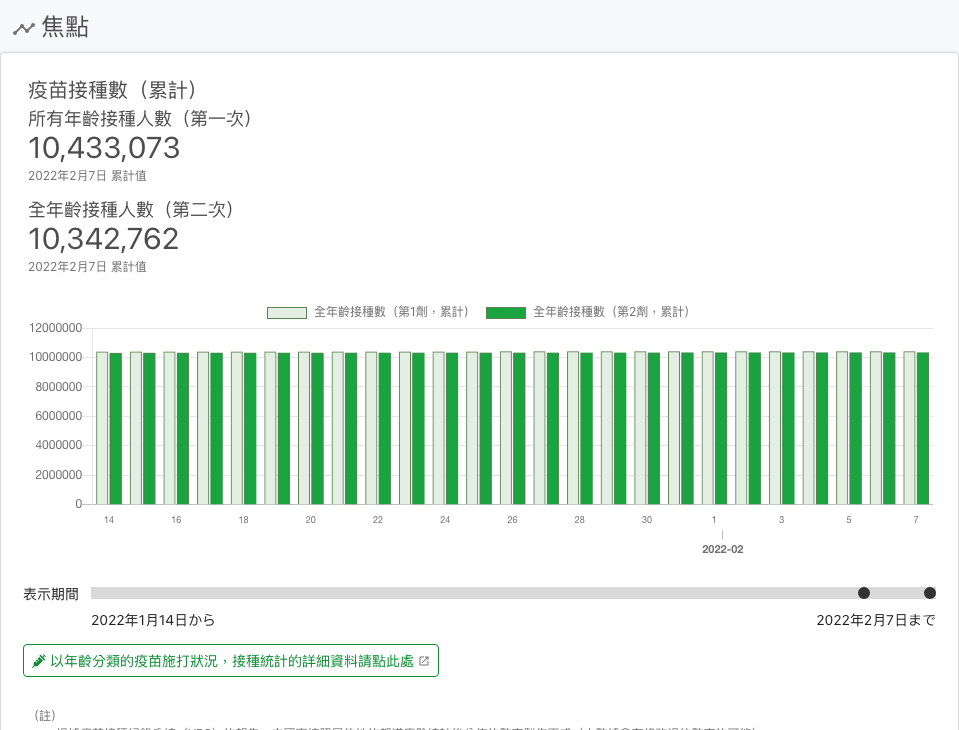 焦點
疫苗接種數（累計）
所有年齡接種人數（第一次）
10,433,073
2022年2月7日 累計值
全年齡接種人數（第二次）
10,342,762
2022年2月7日 累計值
全年齡接種數（第1劑，累計） 全年齡接種數（第2劑，累計）
12000000
10000000
8000000
6000000
4000000
2000000
0
14 16 18 20 22 24 26 28 30 1 3 5 7
2022-02
表示期間
2022年1月14日から 2022年2月7日まで
以年齡分類的疫苗施打狀況，接種統計的詳細資料請點此處
（註）